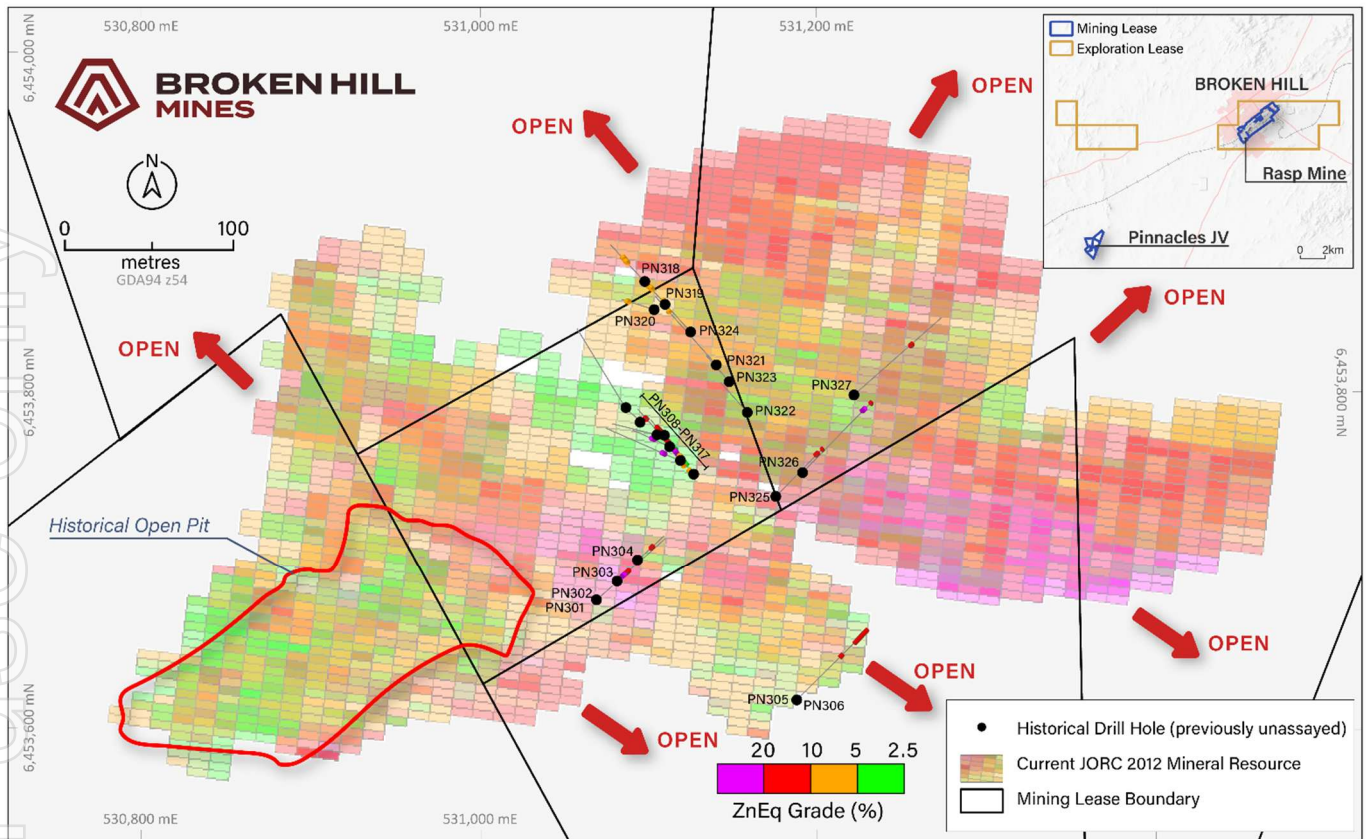 530,800 mE
531,000 mE
531,200 mE
6,454,000 mN
BROKEN HILL
MINES
N
0 100
metres
GDA94 z54
Mining Lease
Exploration Lease
BROKEN HILL
Rasp Mine
Pinnacles JV
0 2km
OPEN
OPEN
OPEN
OPEN
PN318
PN319
PN320
PN324
PN321
PN323
PN322
PN327
PN308-PN317
PN326
PN325
6,453,800 mN
6,453,800 mN
Historical Open Pit
PN304
PN303
PN302
PN301
OPEN
OPEN
PN305
PN306
OPEN
6,453,600 mN
20 10 5 2.5
ZnEq Grade (%)
Historical Drill Hole (previously unassayed)
Current JORC 2012 Mineral Resource
Mining Lease Boundary
530,800 mE
531,000 mE